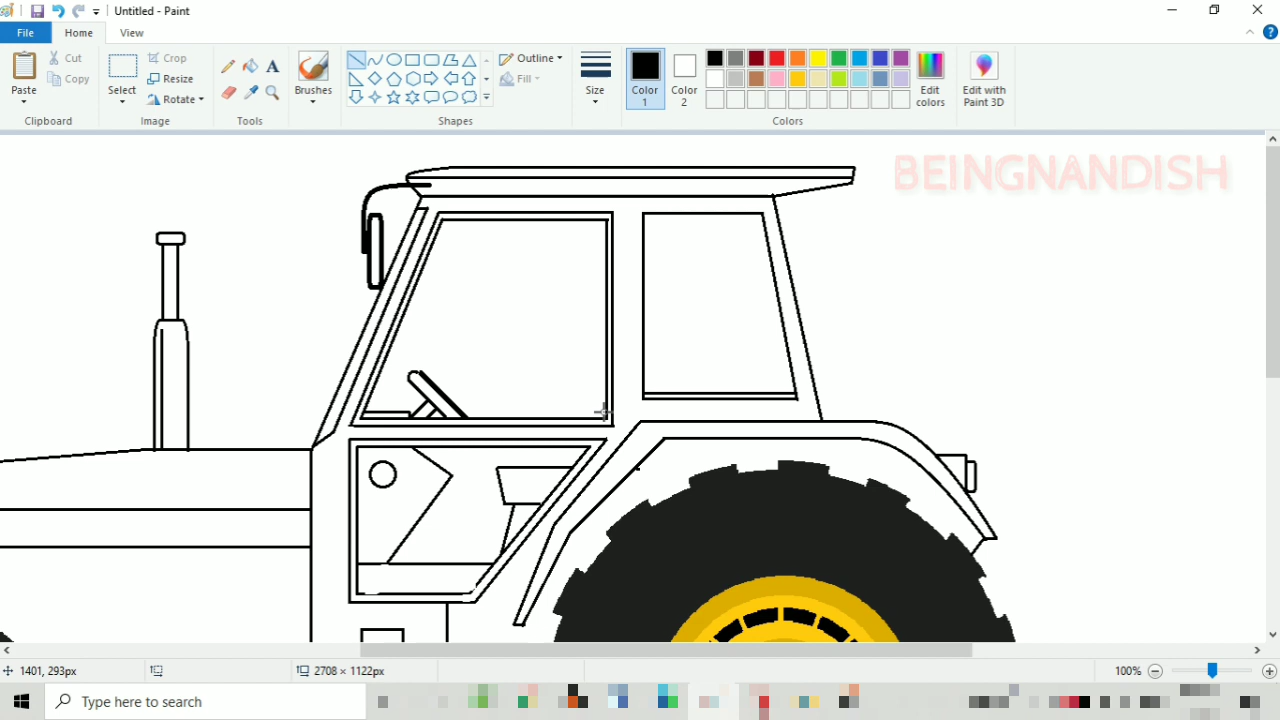 Untitled - Paint
File
Home
View
Paste
Cut
Copy
Clipboard
Select
Crop
Resize
Rotate
Image
A
Tools
Brushes
Outline
Fill
Shapes
Size
Color
1
Color
2
Edit
colors
Colors
Edit with
Paint 3D
BEINGNANDISH
1401, 293px
2708 × 1122px
100%
Type here to search